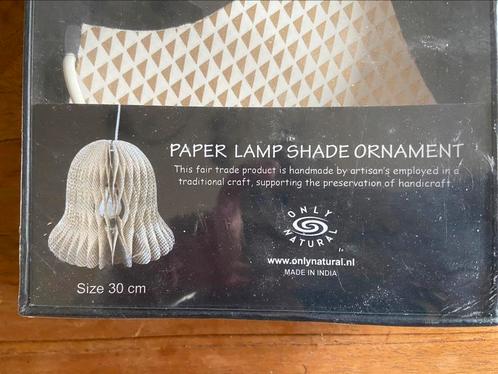 PAPER LAMP SHADE ORNAMENT
This fair trade product is handmade by artisan's employed in a
traditional craft, supporting the preservation of handicraft.
ONLY
NATURAL
www.onlynatural.nl
MADE IN INDIA
Size 30 cm